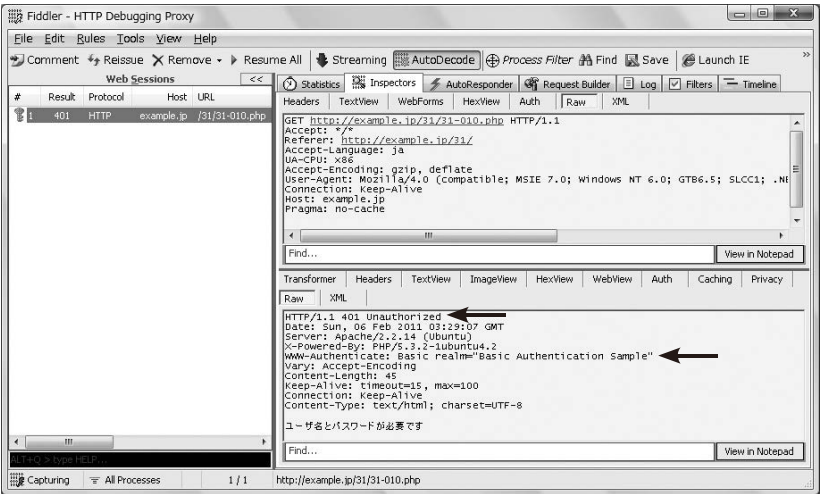 Fiddler - HTTP Debugging Proxy
File Edit Rules Tools View Help
Comment Reissue Remove Resume All Streaming AutoDecode Process Filter Find Save Launch IE »
Web Sessions <<
# Result Protocol Host URL
1 401 HTTP example.jp /31/31-010.php
Statistics Inspectors AutoResponder Request Builder Log Filters Timeline
Headers TextView WebForms HexView Auth Raw XML
GET http://example.jp/31/31-010.php HTTP/1.1
Accept: */*
Referer: http://example.jp/31/
Accept-Language: ja
UA-CPU: x86
Accept-Encoding: gzip, deflate
User-Agent: Mozilla/4.0 (compatible; MSIE 7.0; Windows NT 6.0; GTB6.5; SLCC1; .NE
Connection: Keep-Alive
Host: example.jp
Pragma: no-cache
Find... View in Notepad
Transformer Headers TextView ImageView HexView WebView Auth Caching Privacy
Raw XML
HTTP/1.1 401 Unauthorized
Date: Sun, 06 Feb 2011 03:29:07 GMT
Server: Apache/2.2.14 (Ubuntu)
X-Powered-By: PHP/5.3.2-1ubuntu4.2
WWW-Authenticate: Basic realm="Basic Authentication Sample"
Vary: Accept-Encoding
Content-Length: 45
Keep-Alive: timeout=15, max=100
Connection: Keep-Alive
Content-Type: text/html; charset=UTF-8
ユーザ名とパスワードが必要です
Find... View in Notepad
ALT+Q > type HELP...
Capturing All Processes 1 / 1 http://example.jp/31/31-010.php